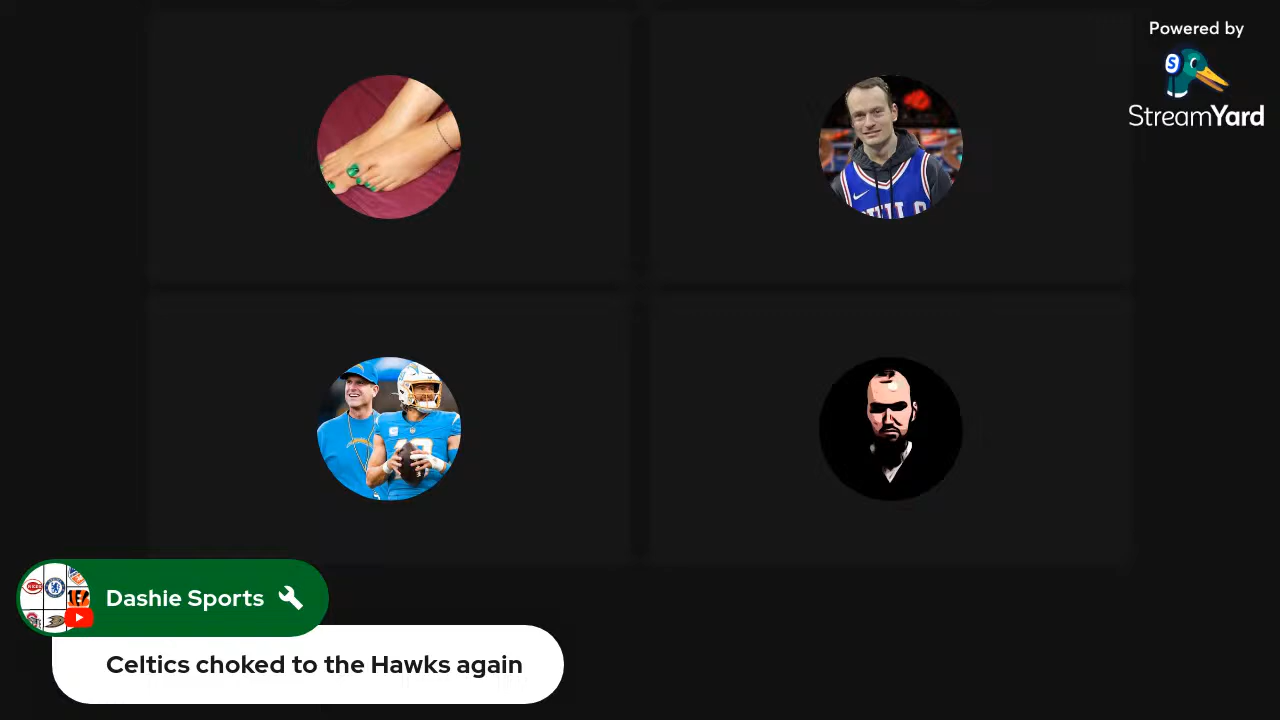 Powered by
StreamYard
Dashie Sports
Celtics choked to the Hawks again